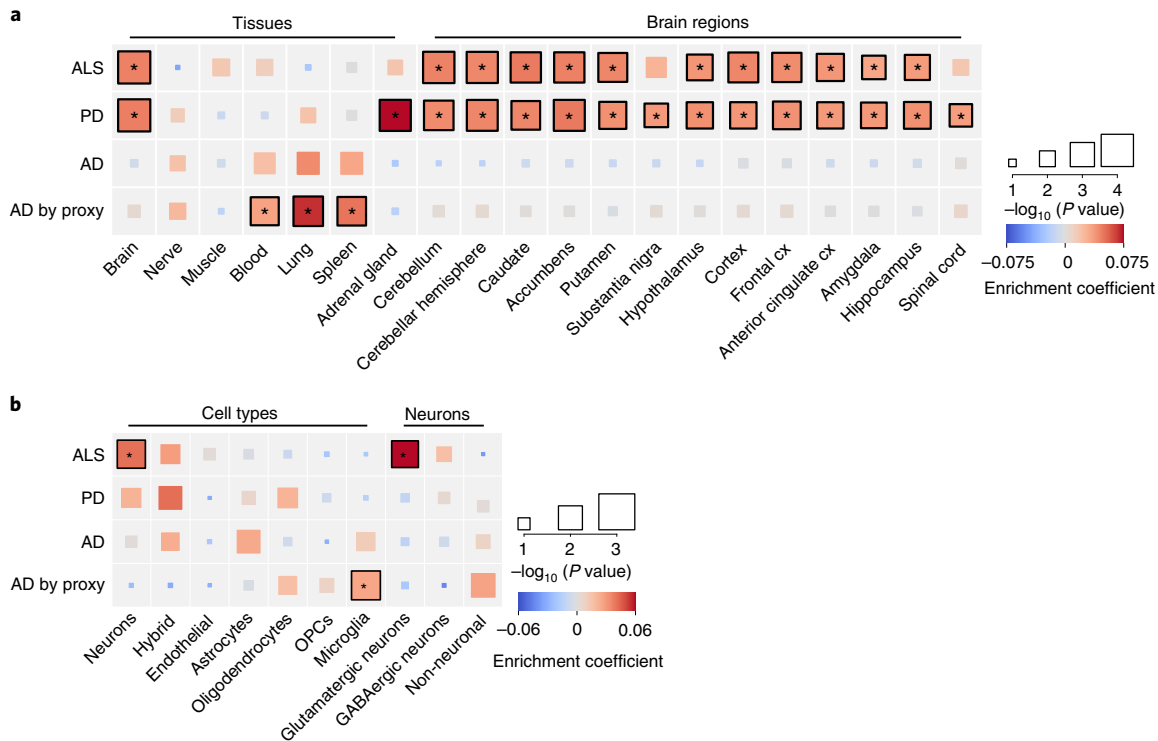 a
Tissues
Brain regions
ALS
* * * * * * * * * * * *
PD
* * * * * * * * * * * * * *
AD
AD by proxy
* * *
Brain
Nerve
Muscle
Blood
Lung
Spleen
Adrenal gland
Cerebellum
Cerebellar hemisphere
Caudate
Accumbens
Putamen
Substantia nigra
Hypothalamus
Cortex
Frontal cx
Anterior cingulate cx
Amygdala
Hippocampus
Spinal cord
1 2 3 4
–log10 (P value)
–0.075 0 0.075
Enrichment coefficient
b
Cell types
Neurons
ALS
* *
PD
AD
AD by proxy
*
Neurons
Hybrid
Endothelial
Astrocytes
Oligodendrocytes
OPCs
Microglia
Glutamatergic neurons
GABAergic neurons
Non-neuronal
1 2 3
–log10 (P value)
–0.06 0 0.06
Enrichment coefficient